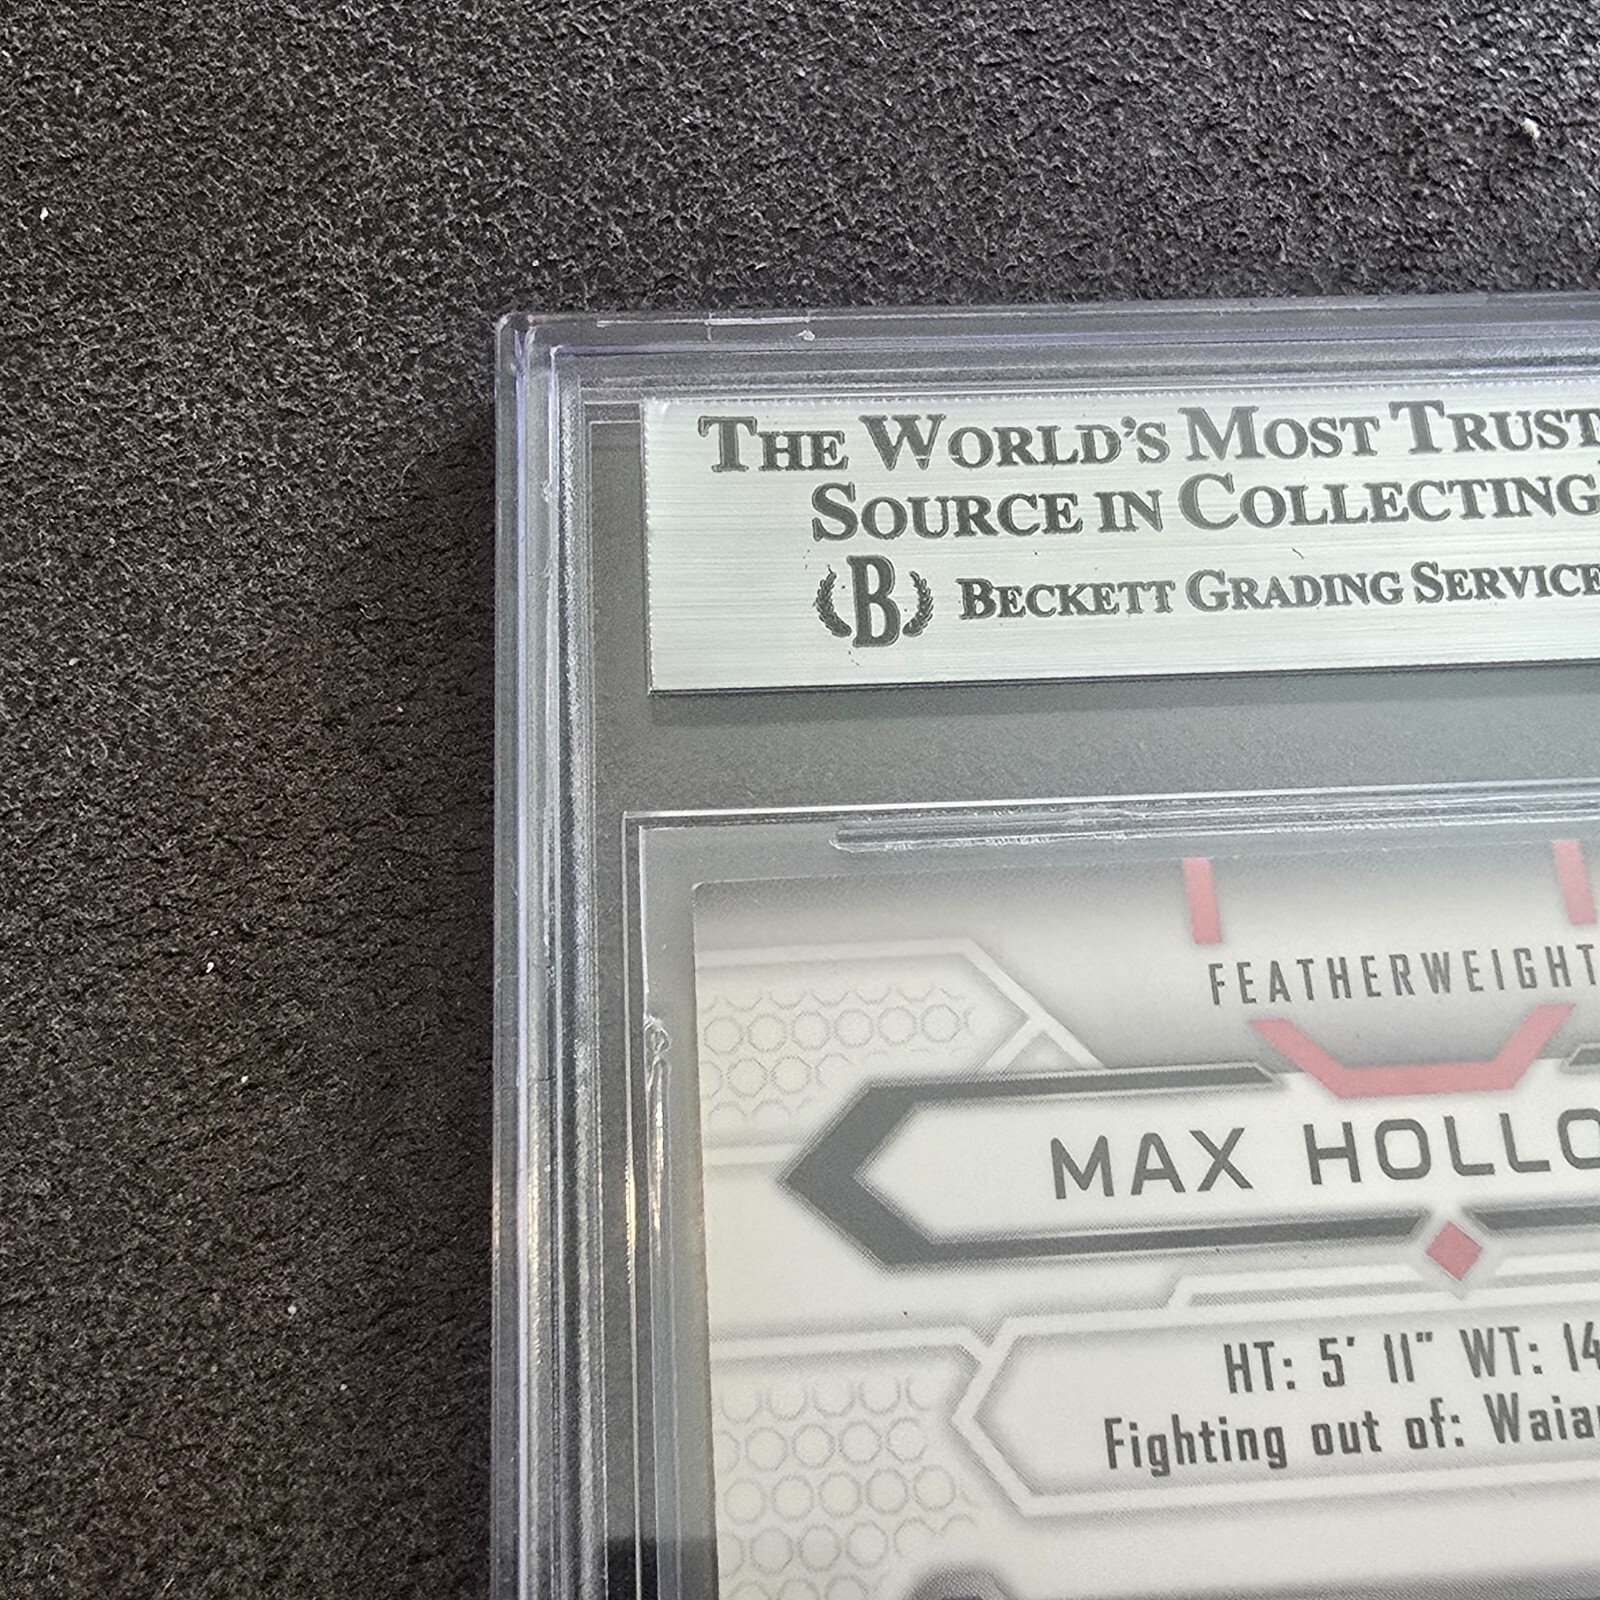 THE WORLD'S MOST TRUST
SOURCE IN COLLECTING
B BECKETT GRADING SERVICE
FEATHERWEIGHT
MAX HOLLO
HT: 5' 11" WT: 14
Fighting out of: Waia